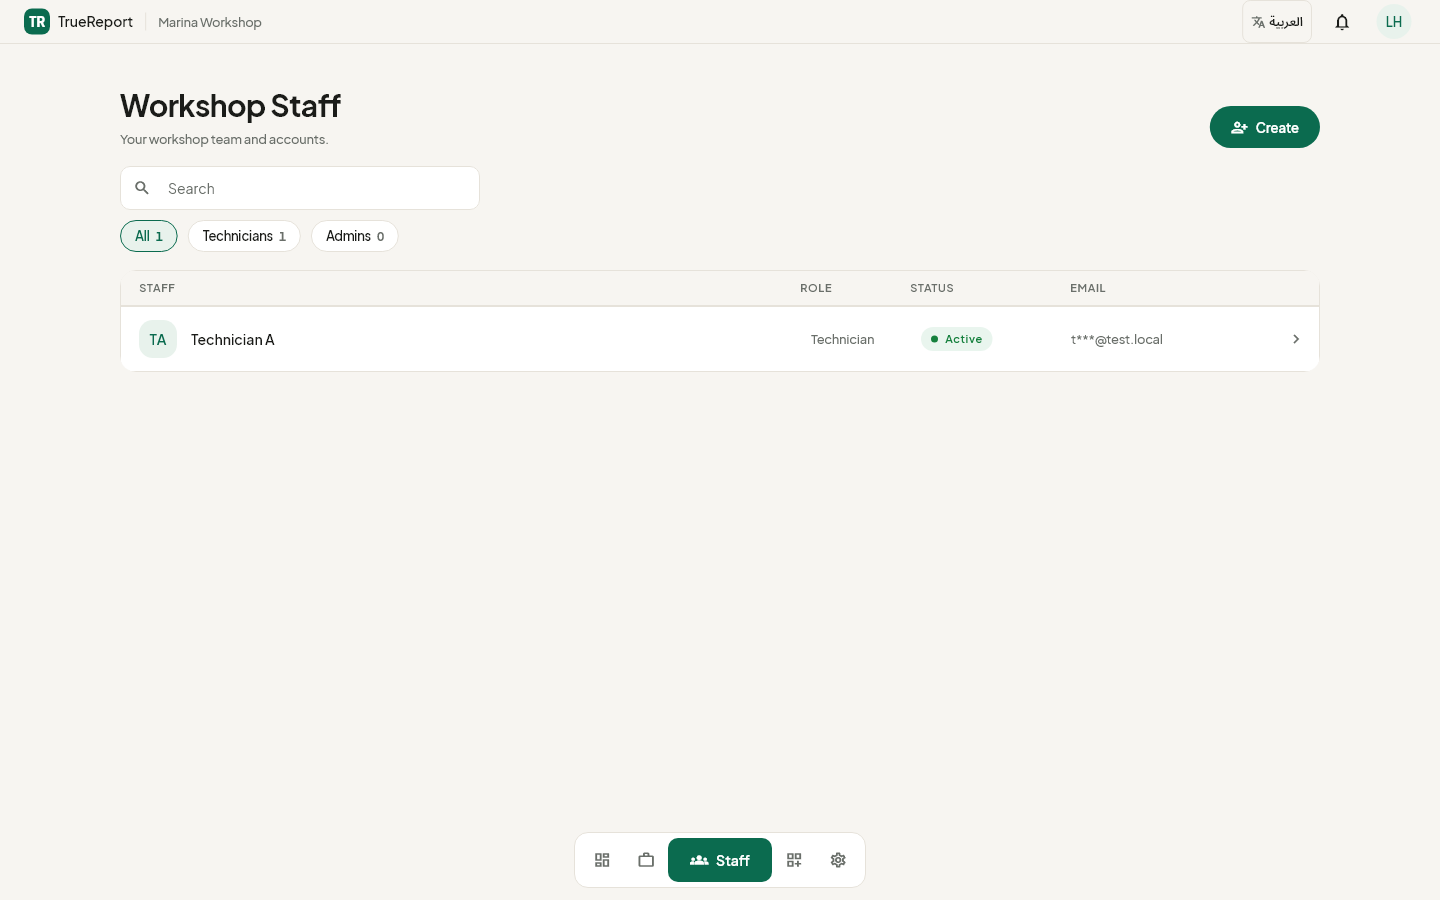 TR TrueReport Marina Workshop العربية LH
Workshop Staff
Your workshop team and accounts.
Create
Search
All 1 Technicians 1 Admins 0
STAFF ROLE STATUS EMAIL
TA Technician A Technician Active t***@test.local
Staff